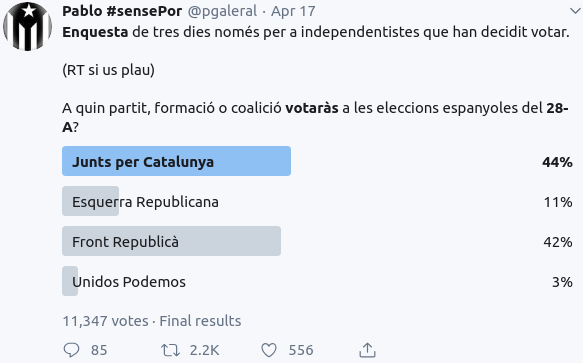 Pablo #sensePor @pgaleral · Apr 17
Enquesta de tres dies només per a independentistes que han decidit votar.
(RT si us plau)
A quin partit, formació o coalició votaràs a les eleccions espanyoles del 28-
A?
Junts per Catalunya 44%
Esquerra Republicana 11%
Front Republicà 42%
Unidos Podemos 3%
11,347 votes · Final results
85 2.2K 556